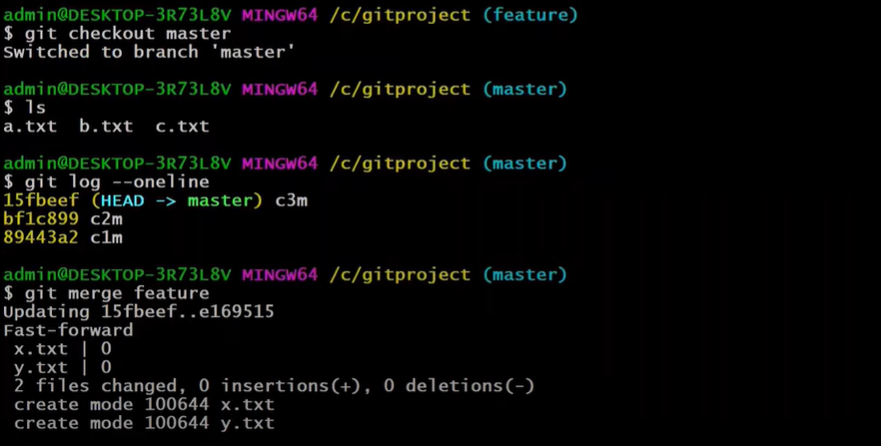 admin@DESKTOP-3R73L8V MINGW64 /c/gitproject (feature)
$ git checkout master
Switched to branch 'master'
admin@DESKTOP-3R73L8V MINGW64 /c/gitproject (master)
$ ls
a.txt  b.txt  c.txt
admin@DESKTOP-3R73L8V MINGW64 /c/gitproject (master)
$ git log --oneline
15fbeef (HEAD -> master) c3m
bf1c899 c2m
89443a2 c1m
admin@DESKTOP-3R73L8V MINGW64 /c/gitproject (master)
$ git merge feature
Updating 15fbeef..e169515
Fast-forward
 x.txt | 0
 y.txt | 0
 2 files changed, 0 insertions(+), 0 deletions(-)
 create mode 100644 x.txt
 create mode 100644 y.txt